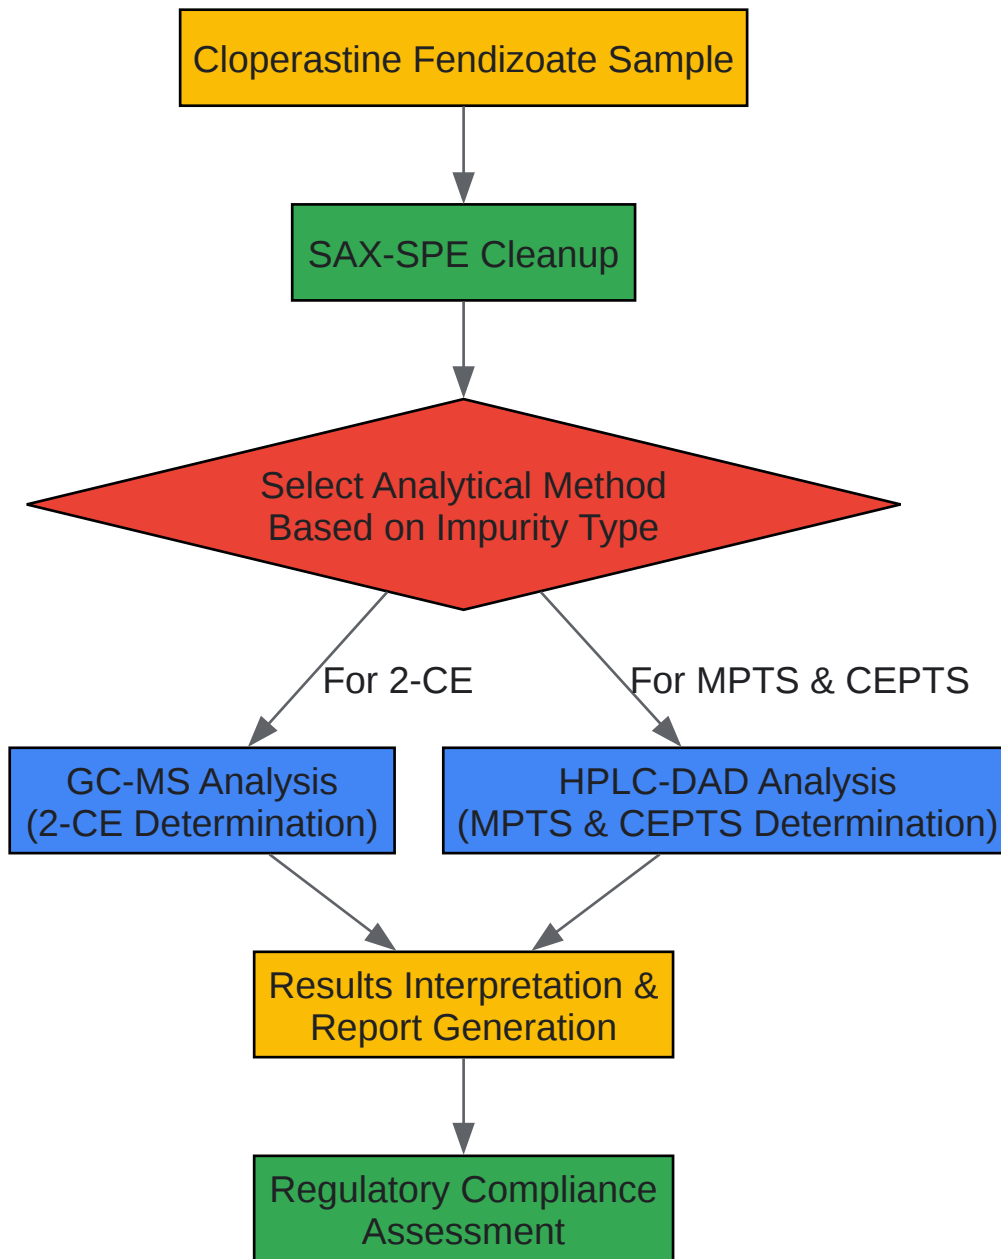 Cloperastine Fendizoate Sample
SAX-SPE Cleanup
Select Analytical Method
Based on Impurity Type
For 2-CE
For MPTS & CEPTS
GC-MS Analysis
(2-CE Determination)
HPLC-DAD Analysis
(MPTS & CEPTS Determination)
Results Interpretation &
Report Generation
Regulatory Compliance
Assessment